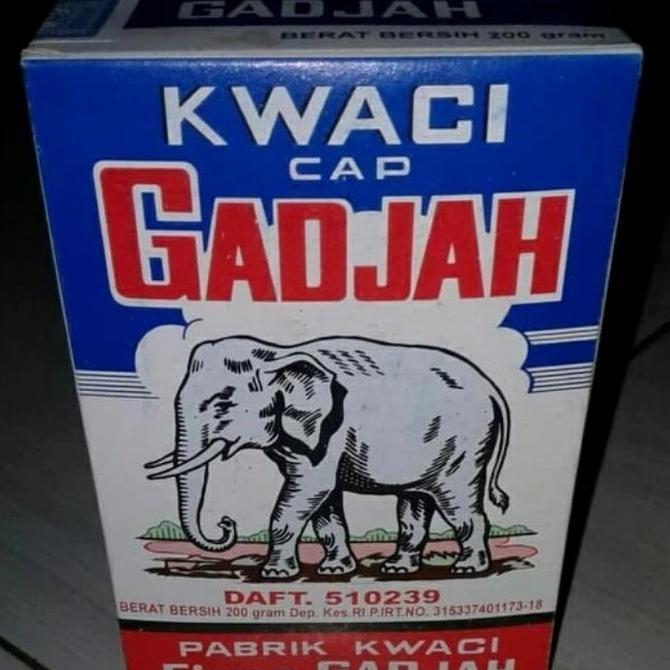 GADJAH
BERAT BERSIH 200 gram
KWACI
CAP
GADJAH
DAFT. 510239
BERAT BERSIH 200 gram Dep. Kes.RI.P.IRT.NO. 315337401173-18
PABRIK KWACI
GADJAH